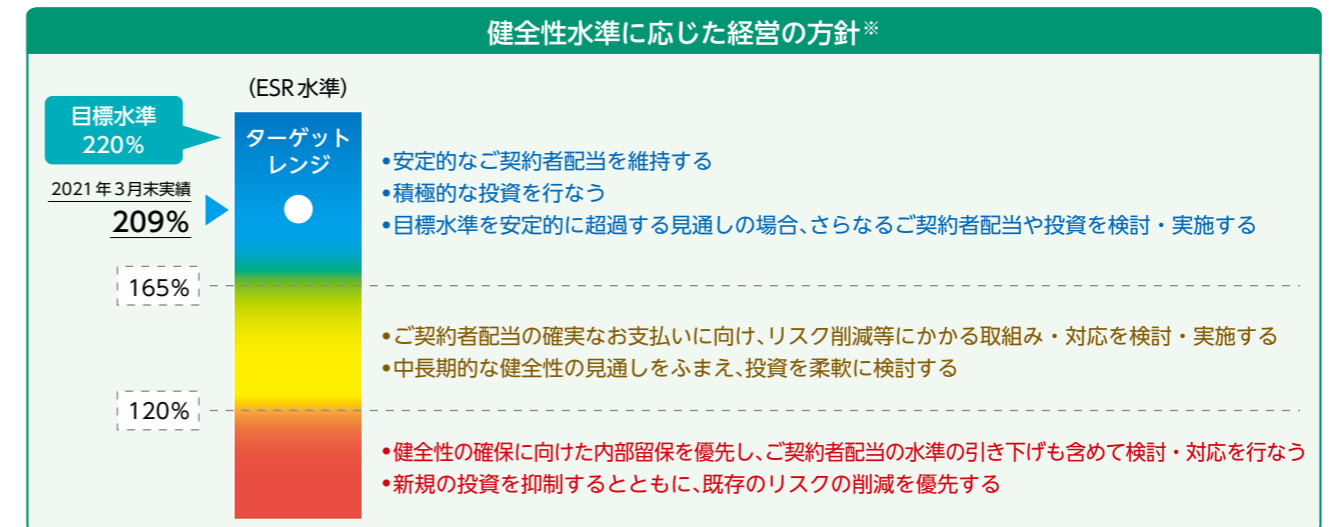 健全性水準に応じた経営の方針※
(ESR水準)
目標水準
220%
ターゲット
レンジ
2021年3月末実績
209%
•安定的なご契約者配当を維持する
•積極的な投資を行なう
•目標水準を安定的に超過する見通しの場合、さらなるご契約者配当や投資を検討・実施する
165%
•ご契約者配当の確実なお支払いに向け、リスク削減等にかかる取組み・対応を検討・実施する
•中長期的な健全性の見通しをふまえ、投資を柔軟に検討する
120%
•健全性の確保に向けた内部留保を優先し、ご契約者配当の水準の引き下げも含めて検討・対応を行なう
•新規の投資を抑制するとともに、既存のリスクの削減を優先する